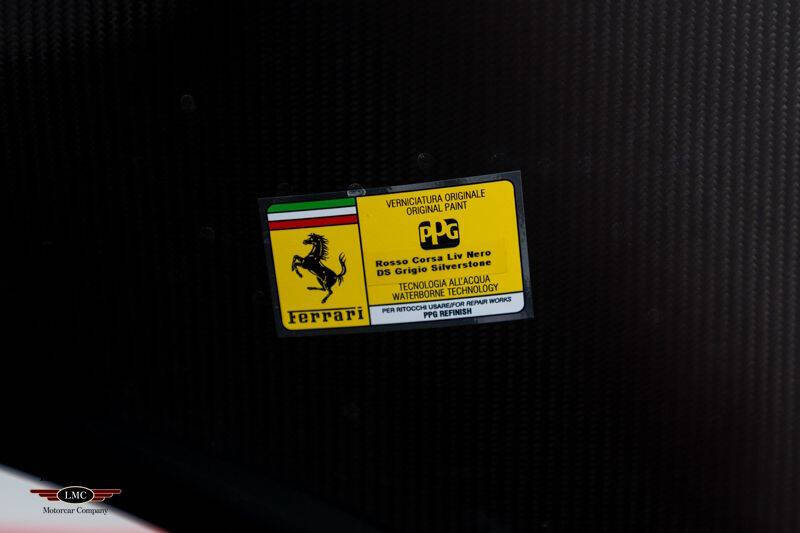 VERNICIATURA ORIGINALE
ORIGINAL PAINT
PPG
Rosso Corsa Liv Nero
DS Grigio Silverstone
TECNOLOGIA ALL'ACQUA
WATERBORNE TECHNOLOGY
Ferrari
PER RITOCCHI USARE/FOR REPAIR WORKS
PPG REFINISH
LMC
Motorcar Company